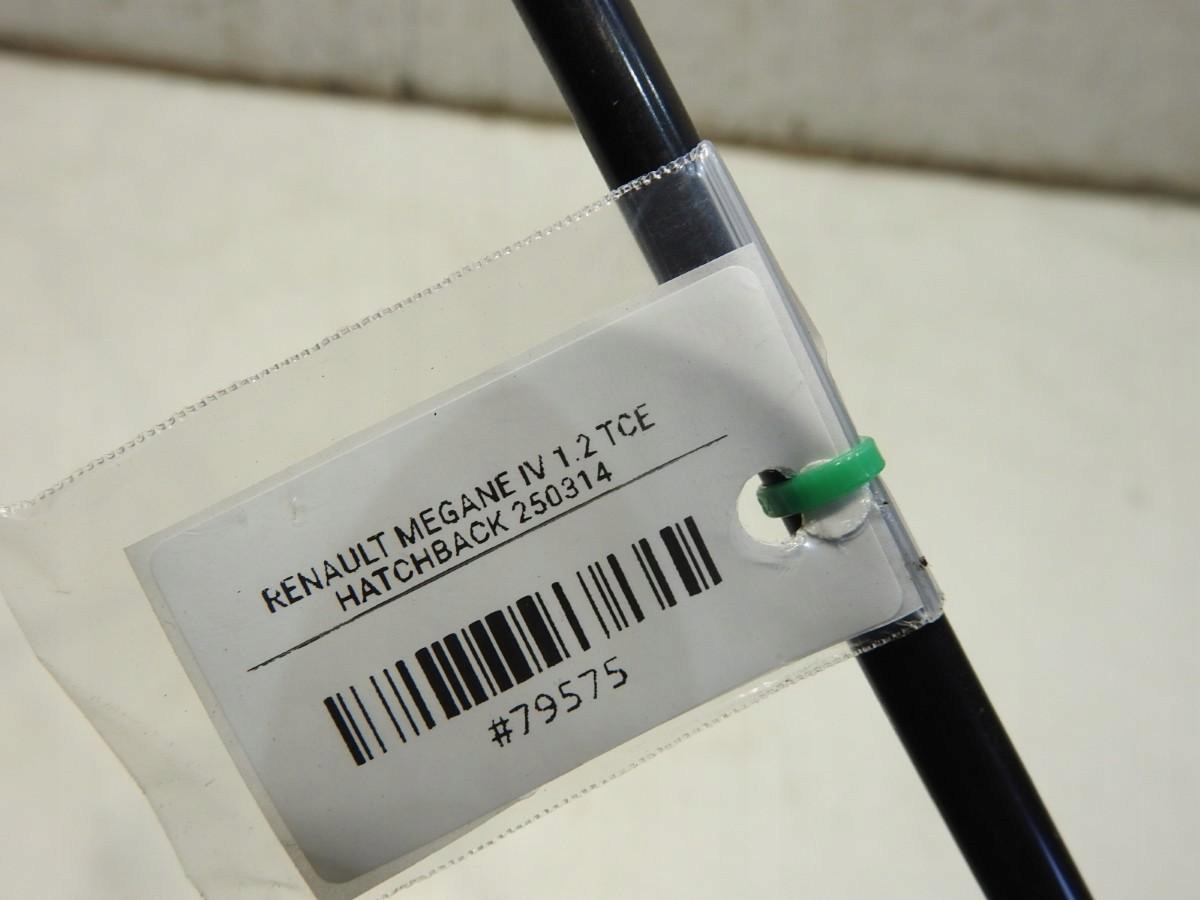 RENAULT MEGANE IV 1.2 TCE
HATCHBACK 250314
#79575